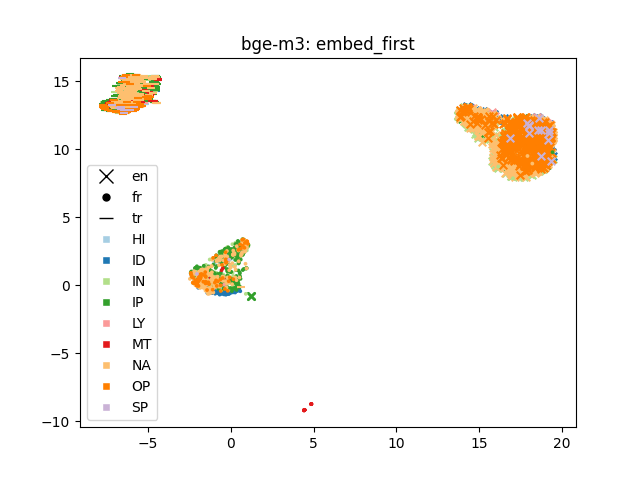 bge-m3: embed_first
15
10
5
0
−5
−10
−5
0
5
10
15
20
en
fr
tr
HI
ID
IN
IP
LY
MT
NA
OP
SP